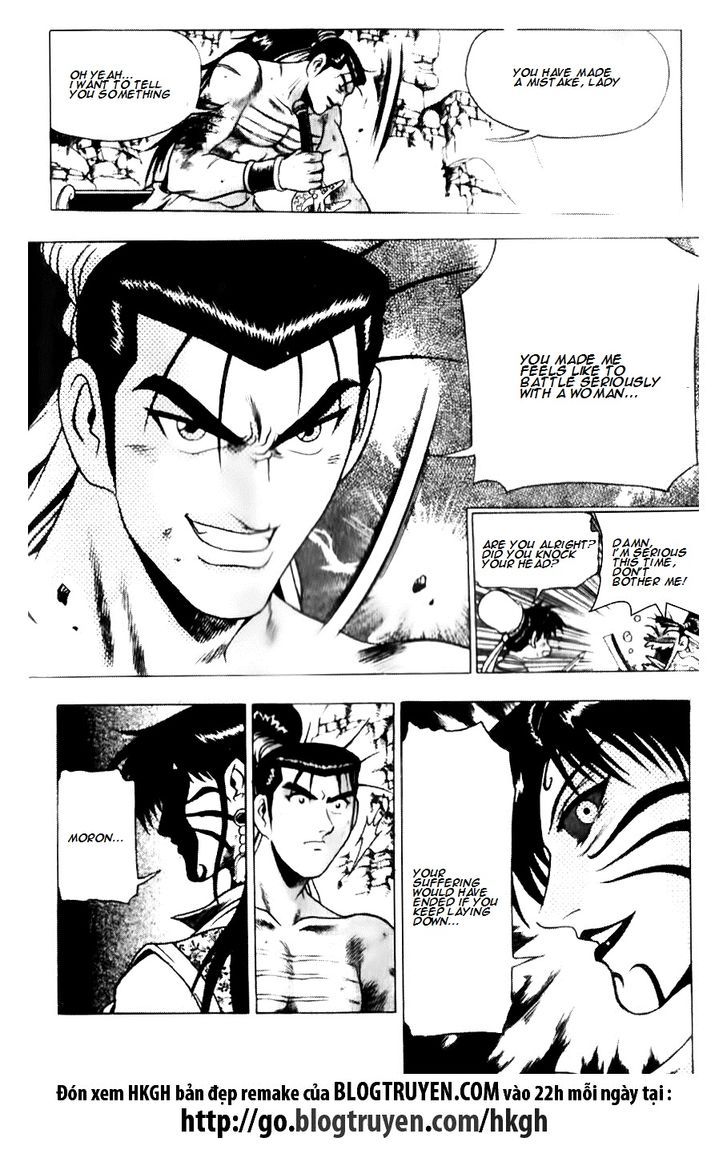 OH YEAH...
I WANT TO TELL
YOU SOMETHING
YOU HAVE MADE
A MISTAKE, LADY
YOU MADE ME
FEELS LIKE TO
BATTLE SERIOUSLY
WITH A WOMAN...
ARE YOU ALRIGHT?
DID YOU KNOCK
YOUR HEAD?
DAMN,
I'M SERIOUS
THIS TIME,
DON'T
BOTHER ME!
MORON...
YOUR
SUFFERING
WOULD HAVE
ENDED IF YOU
KEEP LAYING
DOWN...
Đón xem HKGH bản đẹp remake của BLOGTRUYEN.COM vào 22h mỗi ngày tại :
http://go.blogtruyen.com/hkgh